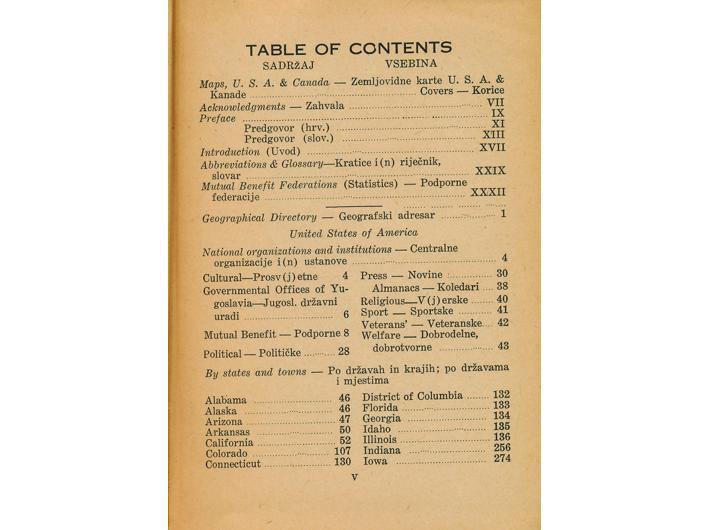 TABLE OF CONTENTS
SADRŽAJ VSEBINA
Maps, U. S. A. & Canada — Zemljovidne karte U. S. A. &
Kanade ........ Covers — Korice
Acknowledgments — Zahvala ........ VII
Preface ........ IX
Predgovor (hrv.) ........ XI
Predgovor (slov.) ........ XIII
Introduction (Uvod) ........ XVII
Abbreviations & Glossary—Kratice i(n) riječnik,
slovar ........ XXIX
Mutual Benefit Federations (Statistics) — Podporne
federacije ........ XXXII
Geographical Directory — Geografski adresar ........ 1
United States of America
National organizations and institutions — Centralne
organizacije i(n) ustanove ........ 4
Cultural—Prosv(j)etne 4
Governmental Offices of Yu-
goslavia—Jugosl. državni
uradi ........ 6
Mutual Benefit — Podporne 8
Political — Političke ........ 28
Press — Novine ........ 30
Almanacs — Koledari .... 38
Religious—V(j)erske ........ 40
Sport — Sportske ........ 41
Veterans' — Veteranske.... 42
Welfare — Dobrodelne,
dobrotvorne ........ 43
By states and towns — Po državah in krajih; po državama
i mjestima
Alabama ........ 46
Alaska ........ 46
Arizona ........ 47
Arkansas ........ 50
California ........ 52
Colorado ........ 107
Connecticut ........ 130
District of Columbia ........ 132
Florida ........ 133
Georgia ........ 134
Idaho ........ 135
Illinois ........ 136
Indiana ........ 256
Iowa ........ 274
V